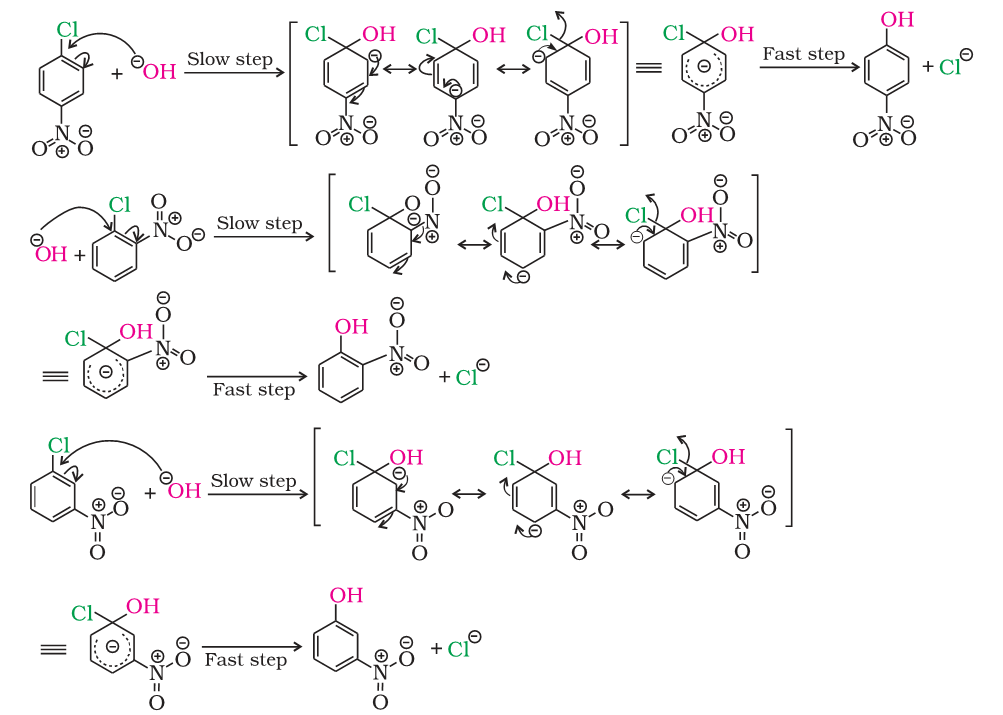 Cl + ⊖OH Slow step Cl OH ⊖ Cl OH ⊖ Cl OH ⊖ Cl OH ⊖ Fast step OH + Cl⊖
N ⊕ O O ⊖ N ⊕ O O ⊖ N ⊕ O O ⊖ N ⊕ O O ⊖ N ⊕ O O ⊖ N ⊕ O O ⊖
⊖OH + Cl O N ⊕ O ⊖ Slow step Cl O ⊖ N ⊕ O ⊖ Cl OH ⊖ N ⊕ O O ⊖ Cl OH ⊖ N ⊕ O O ⊖
Cl OH ⊖ N ⊕ O O ⊖ Fast step OH N ⊕ O O ⊖ + Cl⊖
Cl + ⊖OH Slow step Cl OH ⊖ Cl OH ⊖ Cl OH ⊖
N ⊕ O ⊖ O N ⊕ O O N ⊕ O O N ⊕ O ⊖ O
Cl OH ⊖ N ⊕ O ⊖ O Fast step OH N ⊕ O ⊖ O + Cl⊖